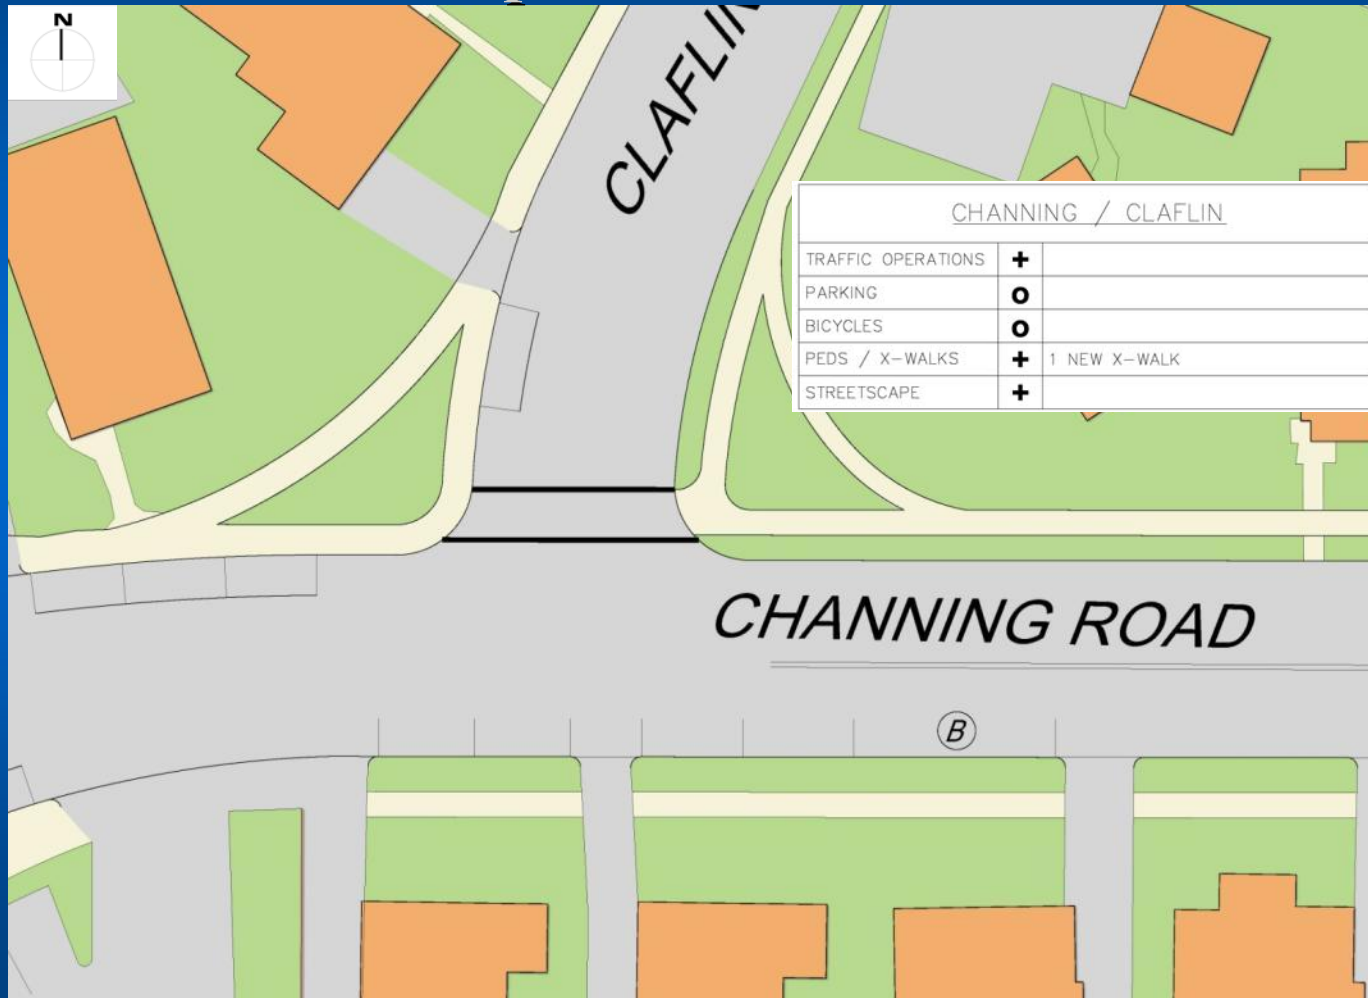 N
CLAFLIN
CHANNING / CLAFLIN
TRAFFIC OPERATIONS +
PARKING O
BICYCLES O
PEDS / X-WALKS + 1 NEW X-WALK
STREETSCAPE +
CHANNING ROAD
B